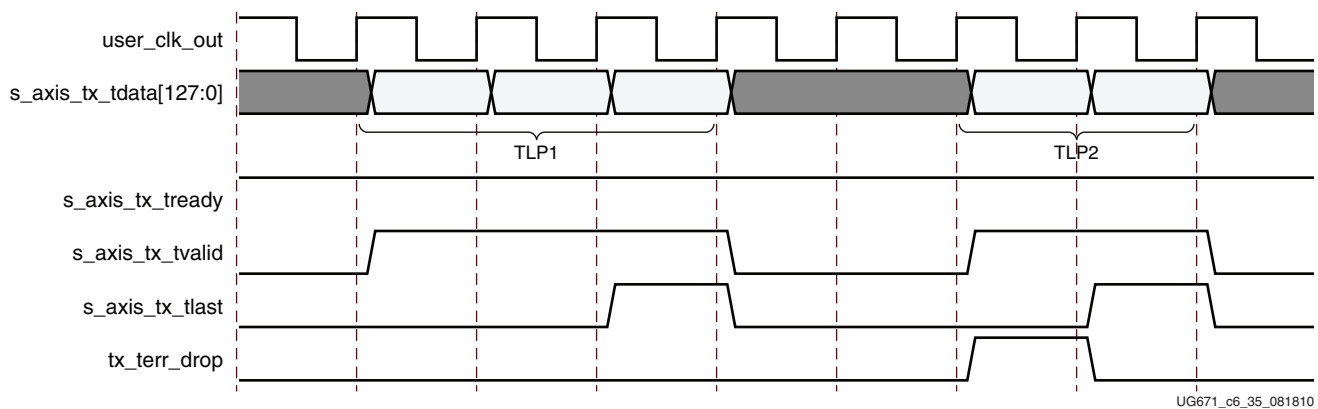 user_clk_out
s_axis_tx_tdata[127:0]
TLP1
TLP2
s_axis_tx_tready
s_axis_tx_tvalid
s_axis_tx_tlast
tx_terr_drop
UG671_c6_35_081810